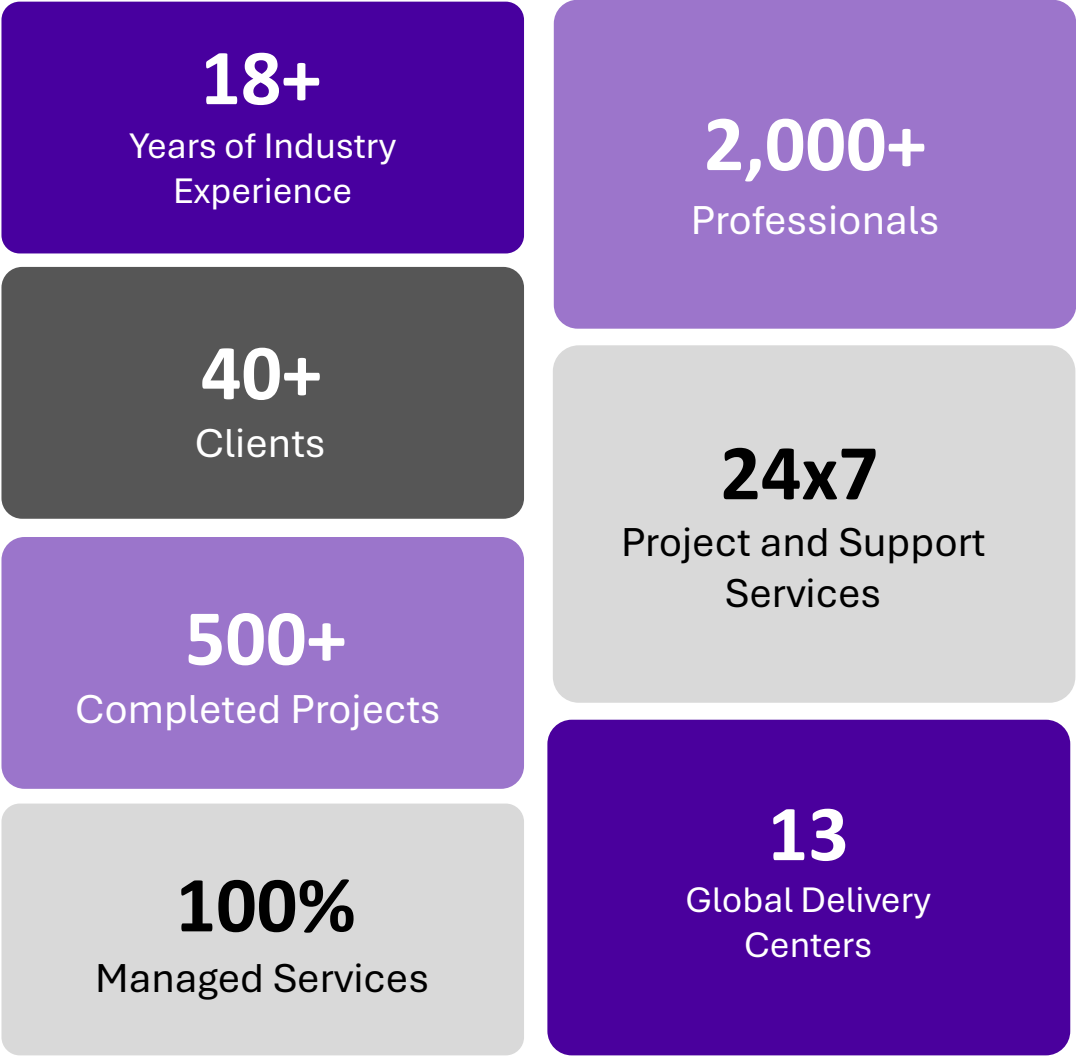 18+
Years of Industry
Experience
40+
Clients
500+
Completed Projects
100%
Managed Services
2,000+
Professionals
24x7
Project and Support
Services
13
Global Delivery
Centers